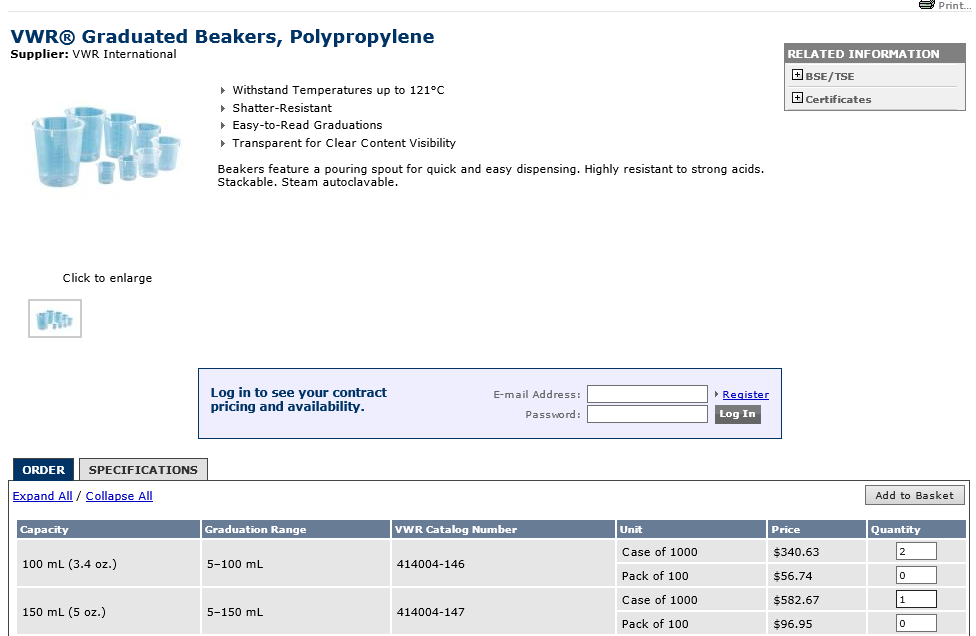 Print...
VWR® Graduated Beakers, Polypropylene
Supplier: VWR International
RELATED INFORMATION
BSE/TSE
Certificates
Withstand Temperatures up to 121°C
Shatter-Resistant
Easy-to-Read Graduations
Transparent for Clear Content Visibility
Beakers feature a pouring spout for quick and easy dispensing. Highly resistant to strong acids.
Stackable. Steam autoclavable.
Click to enlarge
Log in to see your contract
pricing and availability.
E-mail Address:
Register
Password:
Log In
ORDER SPECIFICATIONS
Expand All / Collapse All
Add to Basket
Capacity Graduation Range VWR Catalog Number Unit Price Quantity
100 mL (3.4 oz.) 5–100 mL 414004-146
Case of 1000 $340.63 2
Pack of 100 $56.74 0
150 mL (5 oz.) 5–150 mL 414004-147
Case of 1000 $582.67 1
Pack of 100 $96.95 0